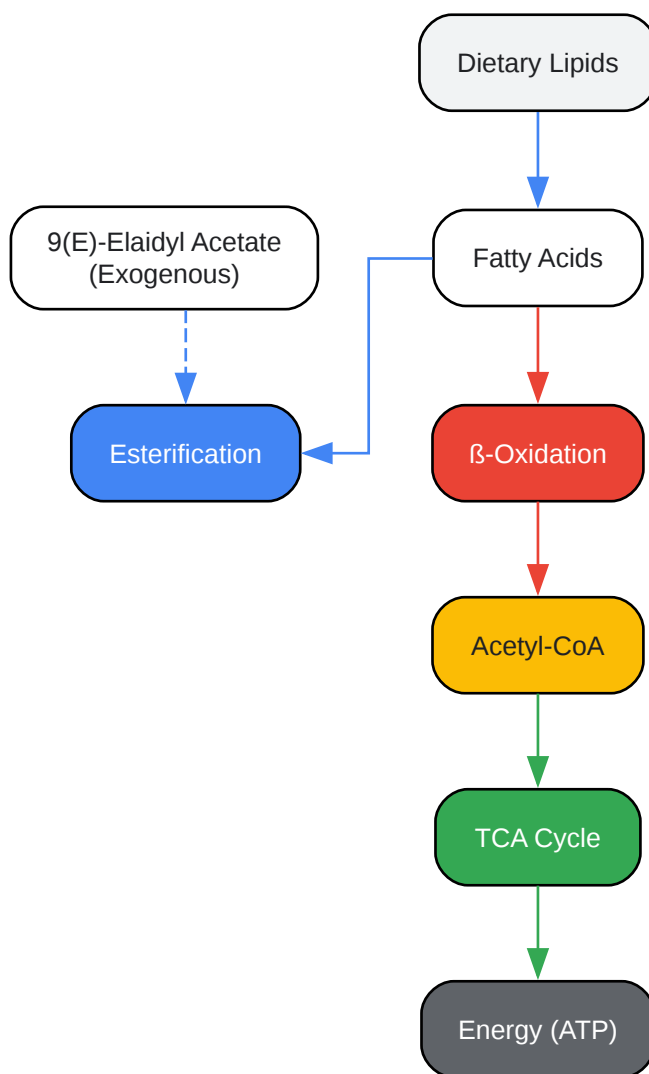 Dietary Lipids
9(E)-Elaidyl Acetate
(Exogenous)
Fatty Acids
Esterification
ß-Oxidation
Acetyl-CoA
TCA Cycle
Energy (ATP)